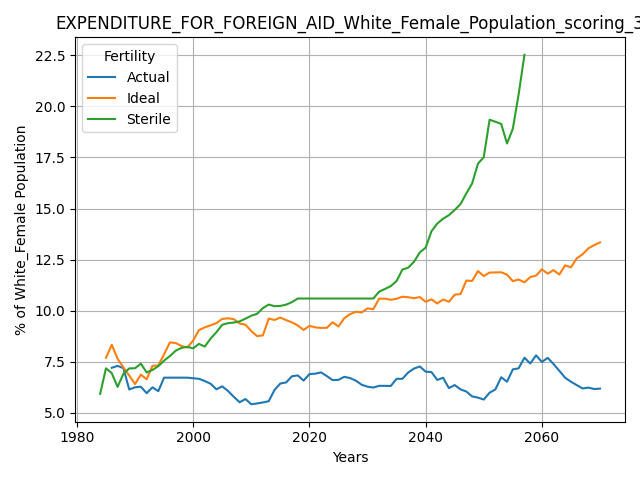 EXPENDITURE_FOR_FOREIGN_AID_White_Female_Population_scoring_3
Fertility
Actual
Ideal
Sterile
% of White_Female Population
22.5
20.0
17.5
15.0
12.5
10.0
7.5
5.0
1980
2000
2020
2040
2060
Years